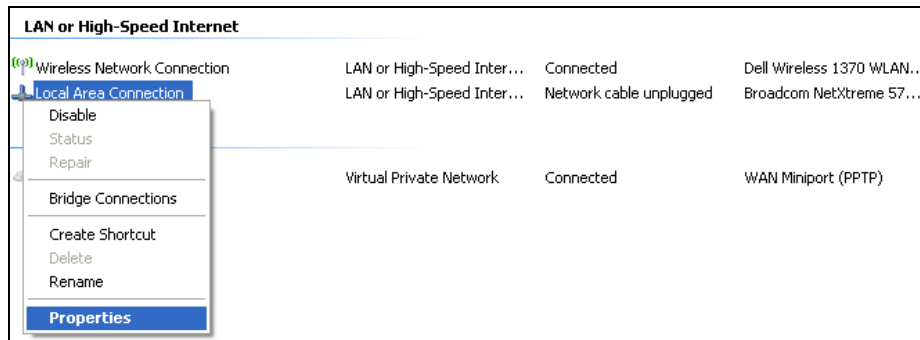 LAN or High-Speed Internet
Wireless Network Connection LAN or High-Speed Inter... Connected Dell Wireless 1370 WLAN...
Local Area Connection LAN or High-Speed Inter... Network cable unplugged Broadcom NetXtreme 57...
Disable
Status
Repair
Virtual Private Network Connected WAN Miniport (PPTP)
Bridge Connections
Create Shortcut
Delete
Rename
Properties